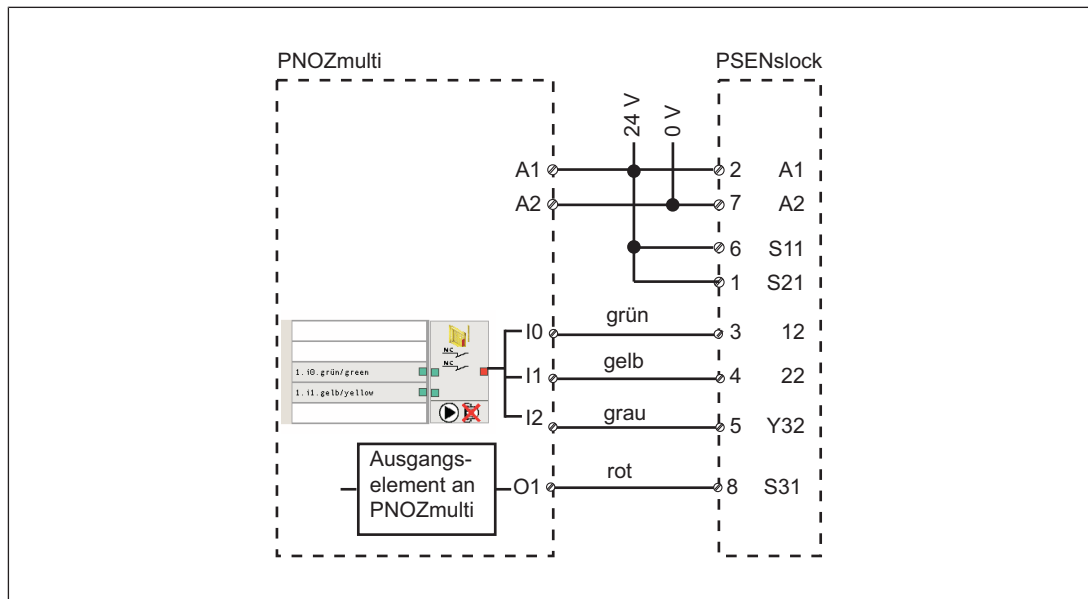 PNOZmulti
PSENslock
24 V
0 V
A1
2 A1
A2
7 A2
6 S11
1 S21
N.C.
N.C.
1.i0.grün/green
1.i1.gelb/yellow
I0
grün
3 12
I1
gelb
4 22
I2
grau
5 Y32
Ausgangs-
element an
PNOZmulti
O1
rot
8 S31